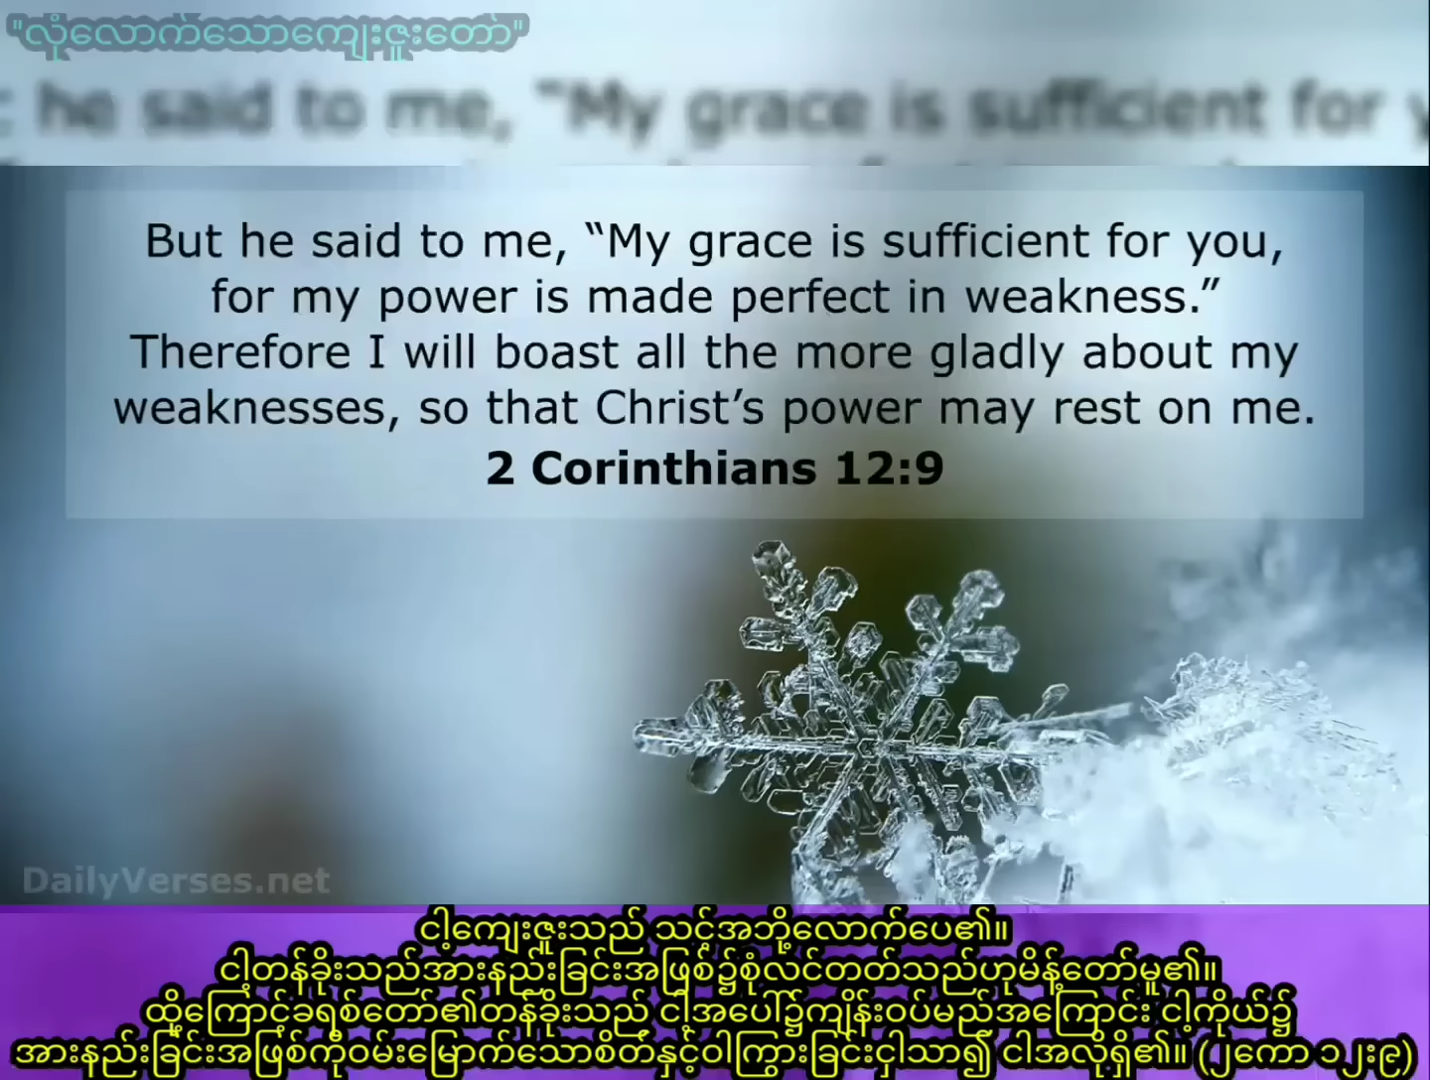 "လုံလောက်သောကျေးဇူးတော်"
he said to me, “My grace is sufficient for
But he said to me, “My grace is sufficient for you,
for my power is made perfect in weakness.”
Therefore I will boast all the more gladly about my
weaknesses, so that Christ’s power may rest on me.
2 Corinthians 12:9
DailyVerses.net
ငါ့ကျေးဇူးသည် သင့်အဘို့လောက်ပေ၏။
ငါ့တန်ခိုးသည်အားနည်းခြင်းအဖြစ်၌စုံလင်တတ်သည်ဟုမိန့်တော်မူ၏။
ထို့ကြောင့်ခရစ်တော်၏တန်ခိုးသည် ငါ့အပေါ်၌ကျိန်းဝပ်မည်အကြောင်း ငါ့ကိုယ်၌
အားနည်းခြင်းအဖြစ်ကိုဝမ်းမြောက်သောစိတ်နှင့်ဝါကြွားခြင်းငှါသာ၍ ငါအလိုရှိ၏။ (၂ကော ၁၂း၉)